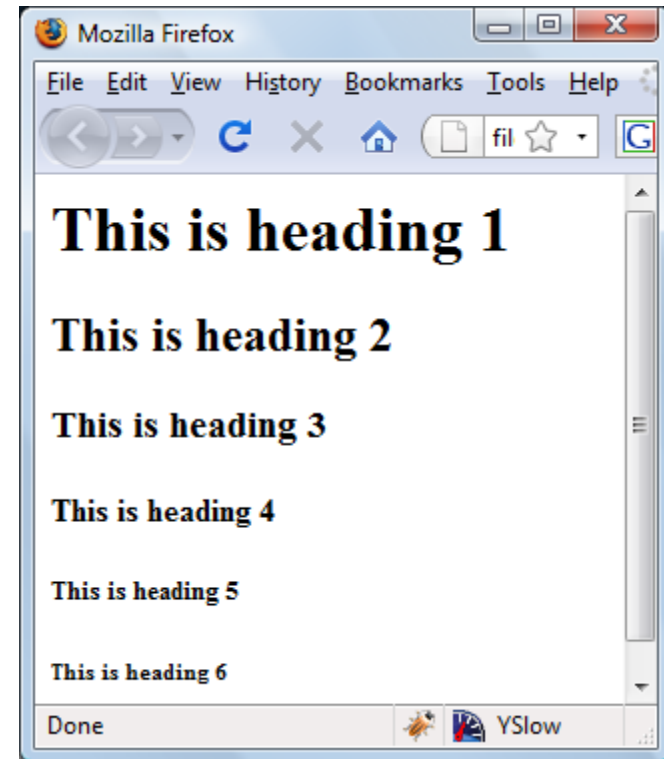 Mozilla Firefox
File Edit View History Bookmarks Tools Help
fil G
This is heading 1
This is heading 2
This is heading 3
This is heading 4
This is heading 5
This is heading 6
Done YSlow